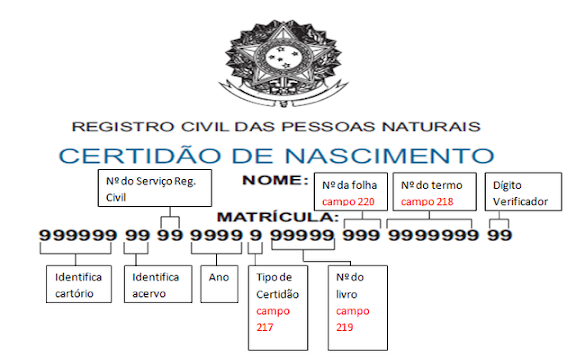 REGISTRO CIVIL DAS PESSOAS NATURAIS
CERTIDÃO DE NASCIMENTO
Nº do Serviço Reg.
Civil
NOME:
Nº da folha
campo 220
Nº do termo
campo 218
Dígito
Verificador
MATRÍCULA:
999999 99 99 9999 9 99999 999 9999999 99
Identifica
cartório
Identifica
acervo
Ano
Tipo de
Certidão
campo
217
Nº do
livro
campo
219